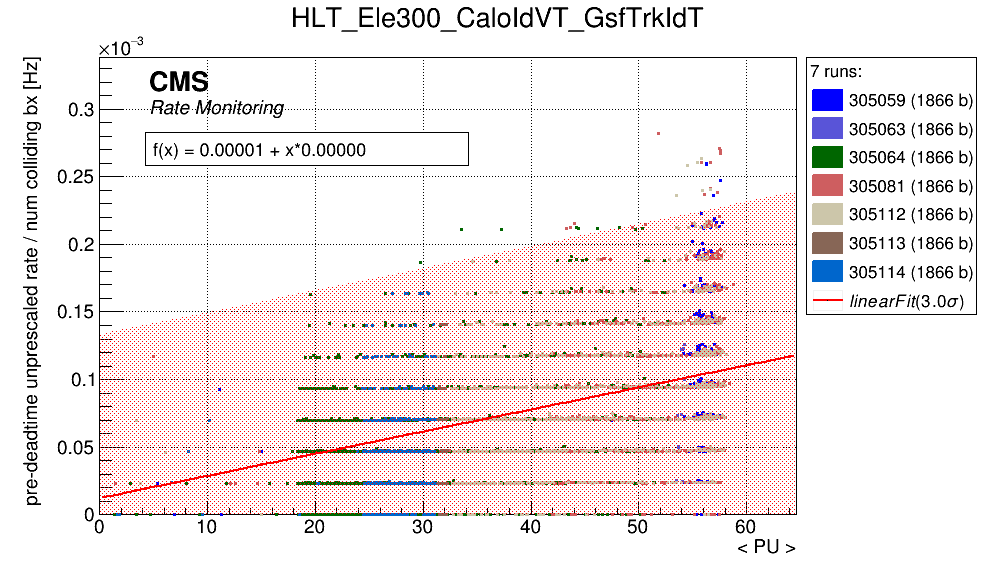 HLT_Ele300_CaloIdVT_GsfTrkIdT
×10⁻³
CMS
Rate Monitoring
f(x) = 0.00001 + x*0.00000
pre-deadtime unprescaled rate / num colliding bx [Hz]
0.3
0.25
0.2
0.15
0.1
0.05
0
0 10 20 30 40 50 60
< PU >
7 runs:
305059 (1866 b)
305063 (1866 b)
305064 (1866 b)
305081 (1866 b)
305112 (1866 b)
305113 (1866 b)
305114 (1866 b)
linearFit(3.0σ)